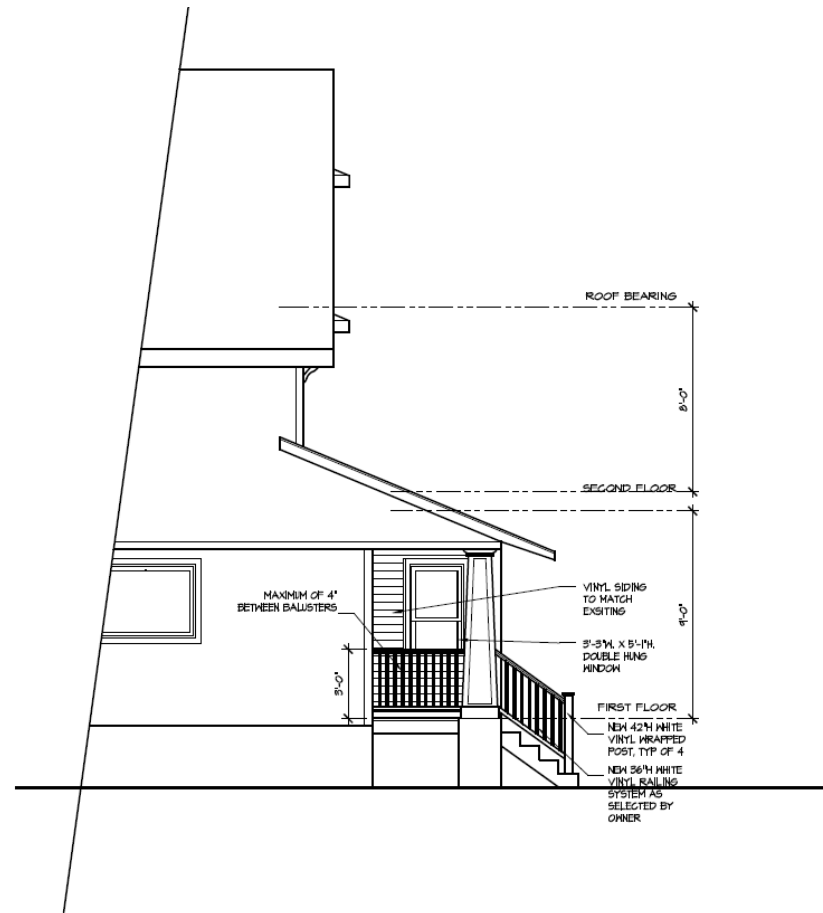 ROOF BEARING
8'-0"
SECOND FLOOR
9'-0"
MAXIMUM OF 4"
BETWEEN BALUSTERS
VINYL SIDING
TO MATCH
EXSITING
3'-3"W. X 5'-1"H.
DOUBLE HUNG
WINDOW
3'-0"
FIRST FLOOR
NEW 42"H WHITE
VINYL WRAPPED
POST, TYP OF 4
NEW 36"H WHITE
VINYL RAILING
SYSTEM AS
SELECTED BY
OWNER